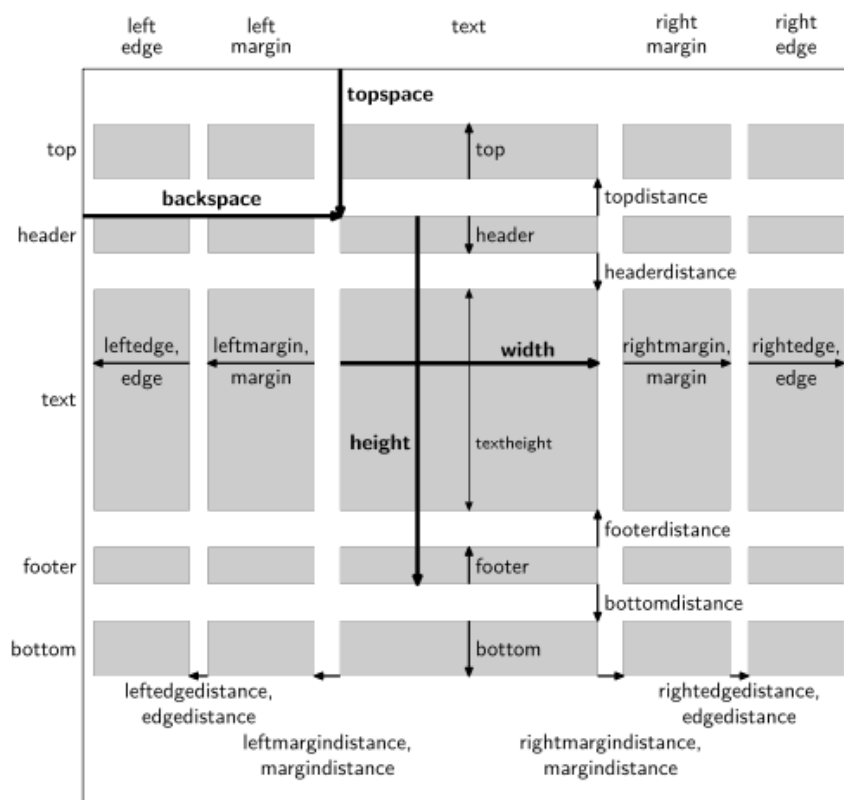 left
edge
left
margin
text
right
margin
right
edge
topspace
top
top
backspace
topdistance
header
header
headerdistance
leftedge,
edge
leftmargin,
margin
width
rightmargin,
margin
rightedge,
edge
text
height
textheight
footerdistance
footer
footer
bottomdistance
bottom
bottom
leftedgedistance,
edgedistance
rightedgedistance,
edgedistance
leftmargindistance,
margindistance
rightmargindistance,
margindistance